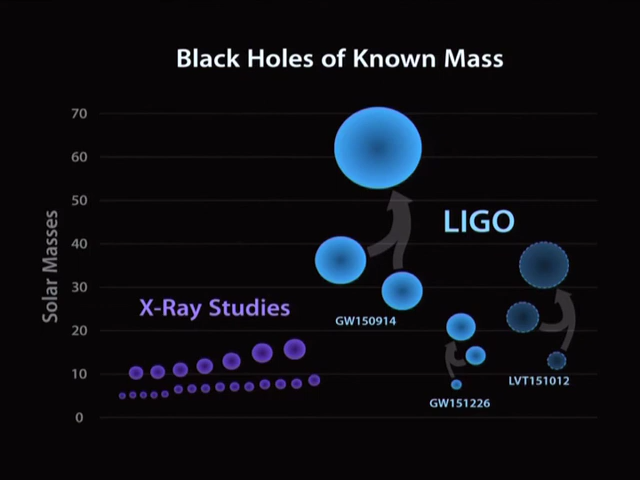 Black Holes of Known Mass
70
60
50
40
30
20
10
0
Solar Masses
LIGO
X-Ray Studies
GW150914
LVT151012
GW151226